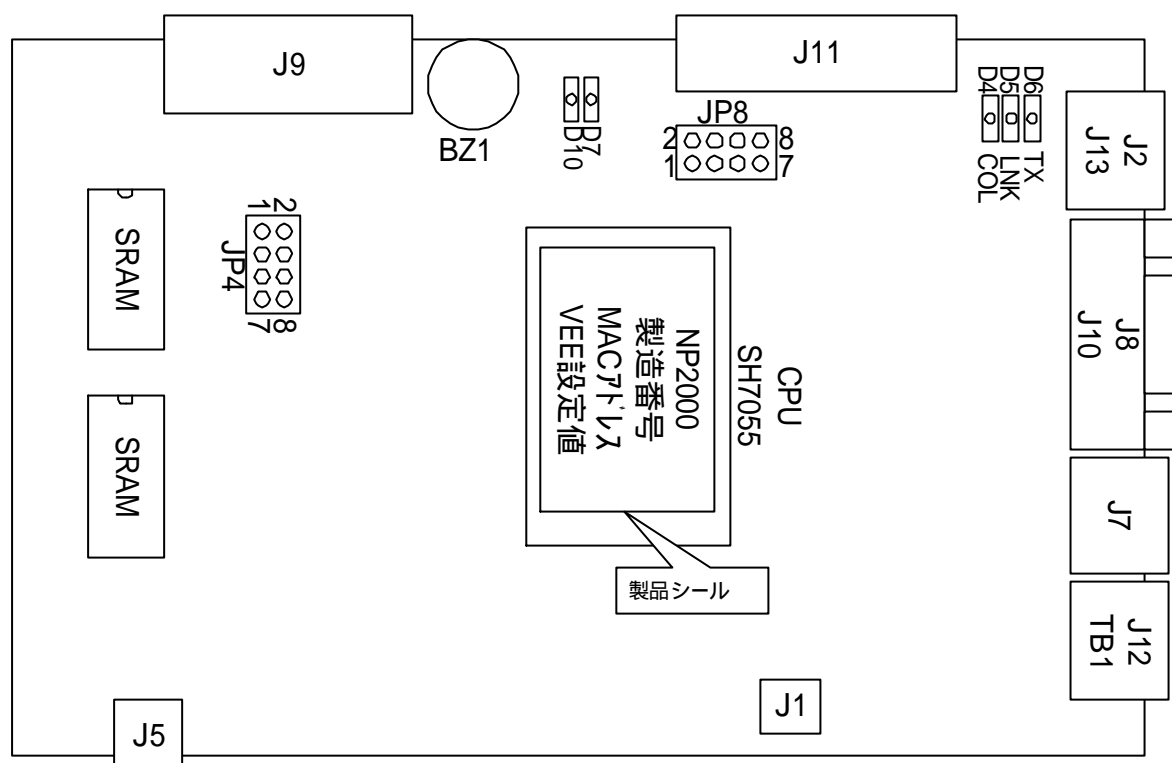 J9
BZ1
D10
D7
J11
JP8
2
8
1
7
D4
D5
D6
COL
LNK
TX
J2
J13
SRAM
1
2
JP4
7
8
SRAM
NP2000
製造番号
MACアドレス
VEE設定値
CPU
SH7055
製品シール
J8
J10
J7
J12
TB1
J1
J5